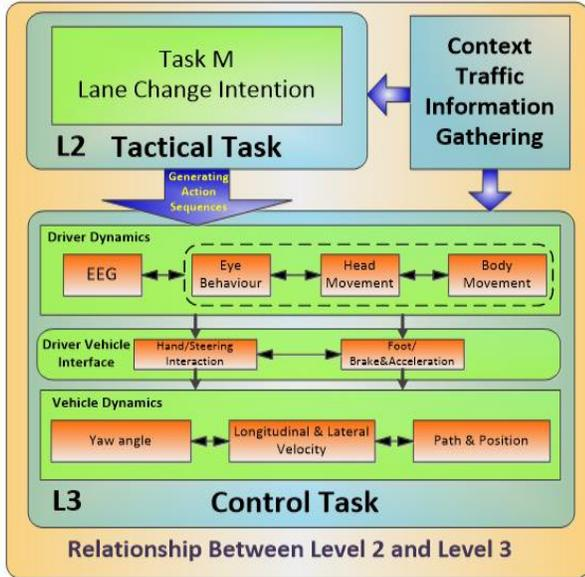 Task M
Lane Change Intention
L2 Tactical Task
Context
Traffic
Information
Gathering
Generating
Action
Sequences
Driver Dynamics
EEG
Eye
Behaviour
Head
Movement
Body
Movement
Driver Vehicle
Interface
Hand/Steering
Interaction
Foot/
Brake&Acceleration
Vehicle Dynamics
Yaw angle
Longitudinal & Lateral
Velocity
Path & Position
L3 Control Task
Relationship Between Level 2 and Level 3